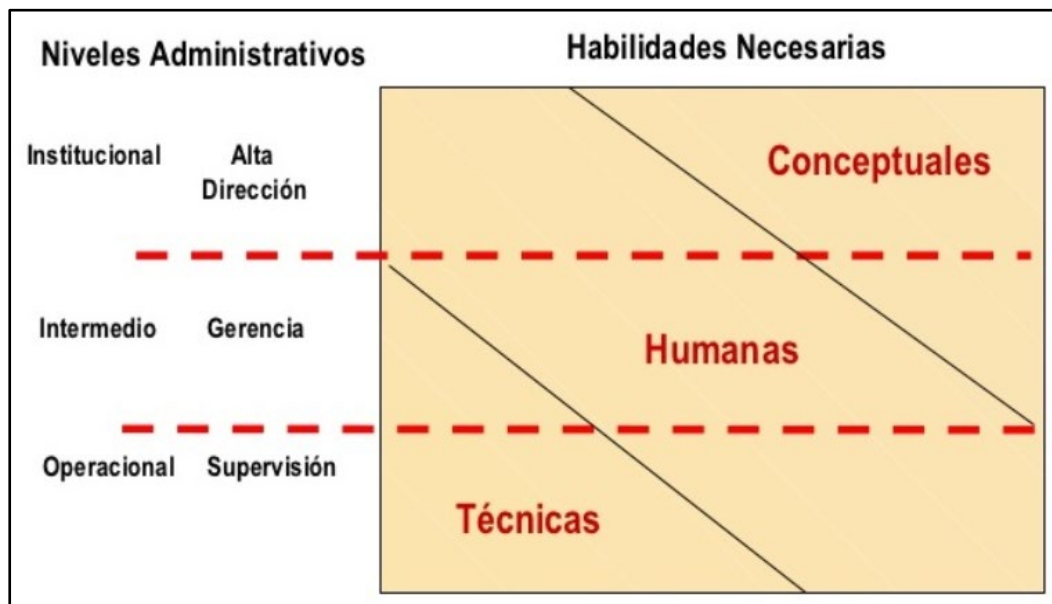 Niveles Administrativos
Habilidades Necesarias
Institucional
Alta
Dirección
Conceptuales
Intermedio
Gerencia
Humanas
Operacional
Supervisión
Técnicas